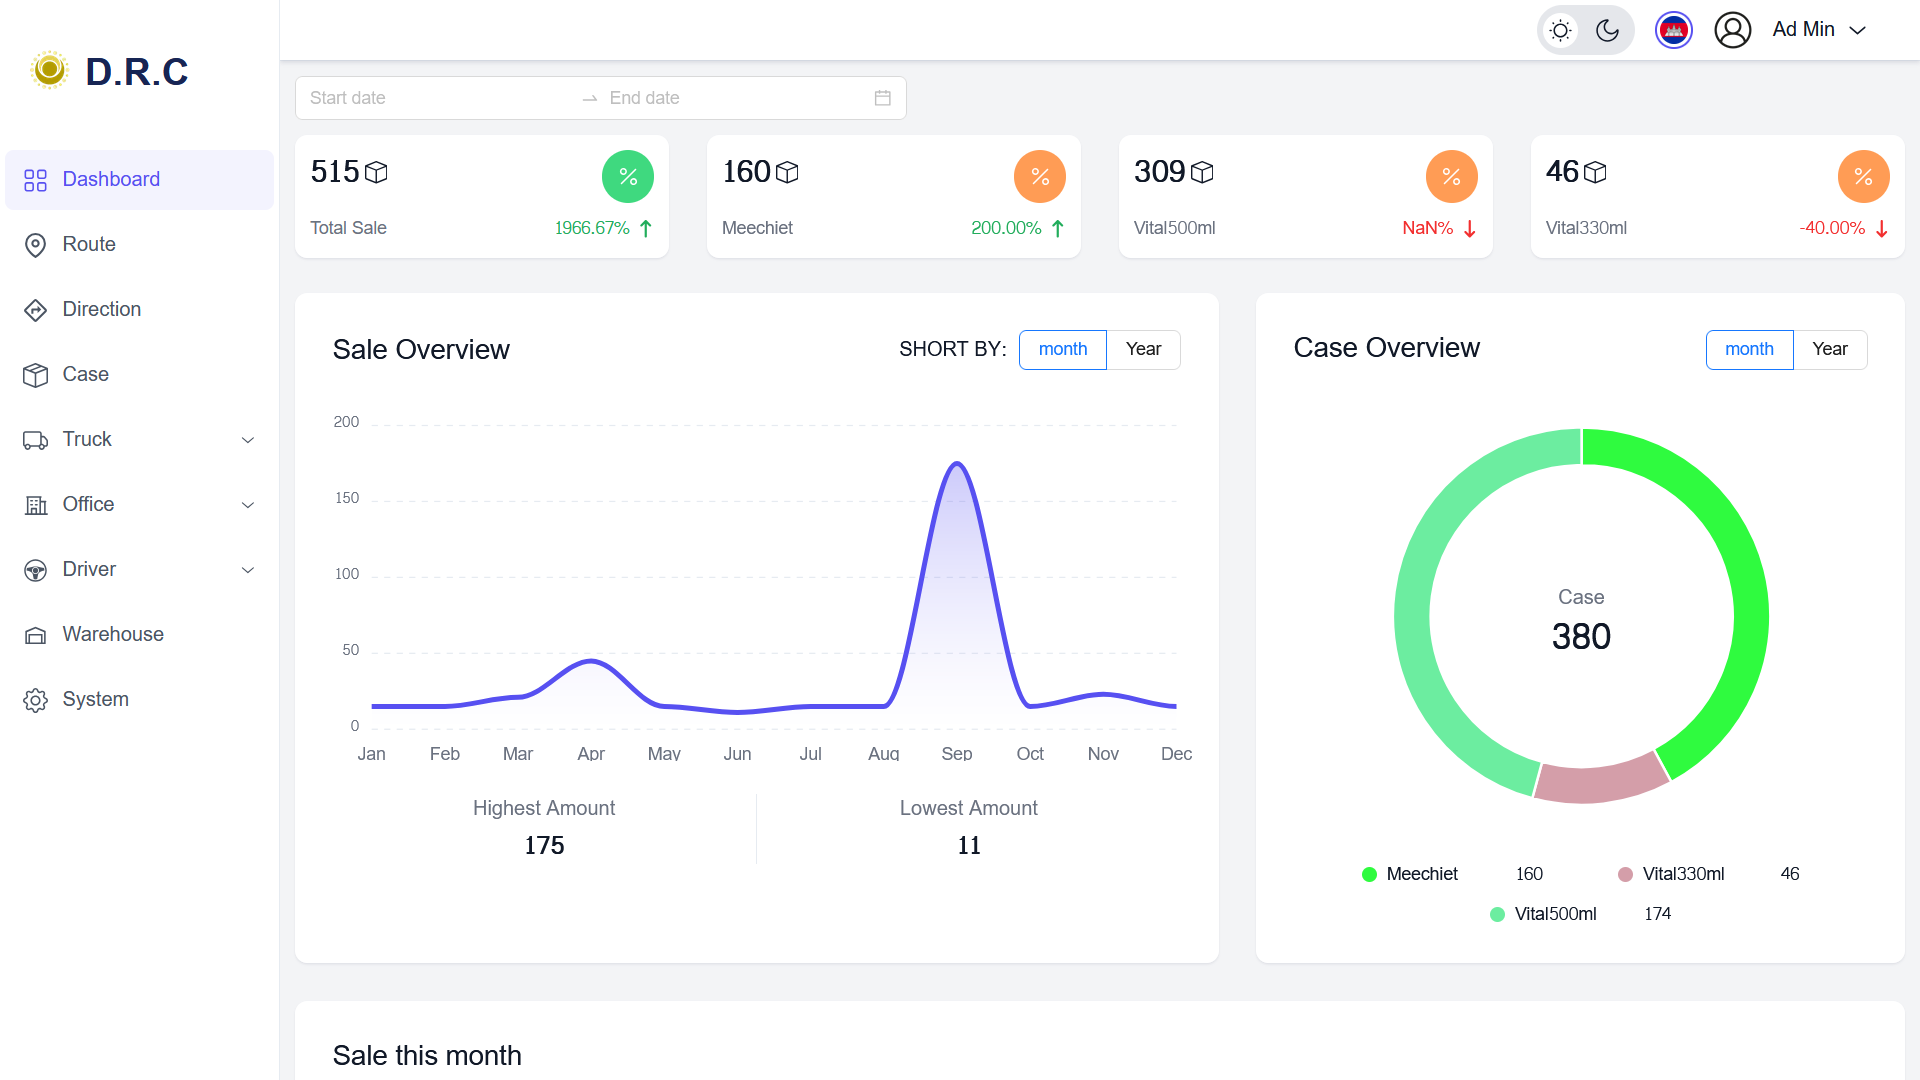 D.R.C
Dashboard
Route
Direction
Case
Truck
Office
Driver
Warehouse
System
Ad Min
Start date
End date
515
Total Sale
1966.67%
160
Meechiet
200.00%
309
Vital500ml
NaN%
46
Vital330ml
-40.00%
Sale Overview
SHORT BY:
month
Year
200
150
100
50
0
Jan Feb Mar Apr May Jun Jul Aug Sep Oct Nov Dec
Highest Amount
175
Lowest Amount
11
Case Overview
month
Year
Case
380
Meechiet 160
Vital330ml 46
Vital500ml 174
Sale this month